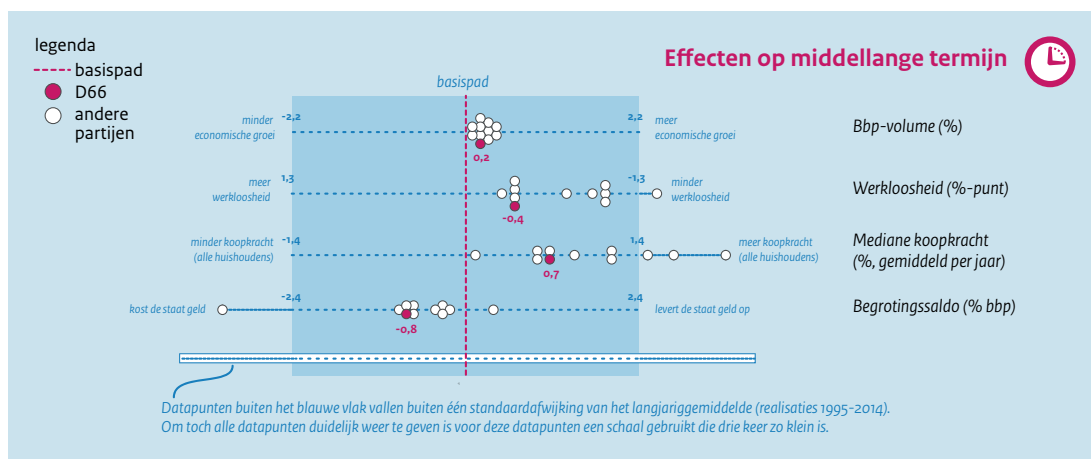 legenda
basispad
D66
andere
partijen
Effecten op middellange termijn
basispad
minder
economische groei
-2,2
2,2
meer
economische groei
Bbp-volume (%)
0,2
meer
werkloosheid
1,3
-1,3
minder
werkloosheid
Werkloosheid (%-punt)
-0,4
minder koopkracht
(alle huishoudens)
-1,4
1,4
meer koopkracht
(alle huishoudens)
Mediane koopkracht
(%, gemiddeld per jaar)
0,7
kost de staat geld
-2,4
2,4
levert de staat geld op
Begrotingssaldo (% bbp)
-0,8
Datapunten buiten het blauwe vlak vallen buiten één standaardafwijking van het langjariggemiddelde (realisaties 1995-2014).
Om toch alle datapunten duidelijk weer te geven is voor deze datapunten een schaal gebruikt die drie keer zo klein is.